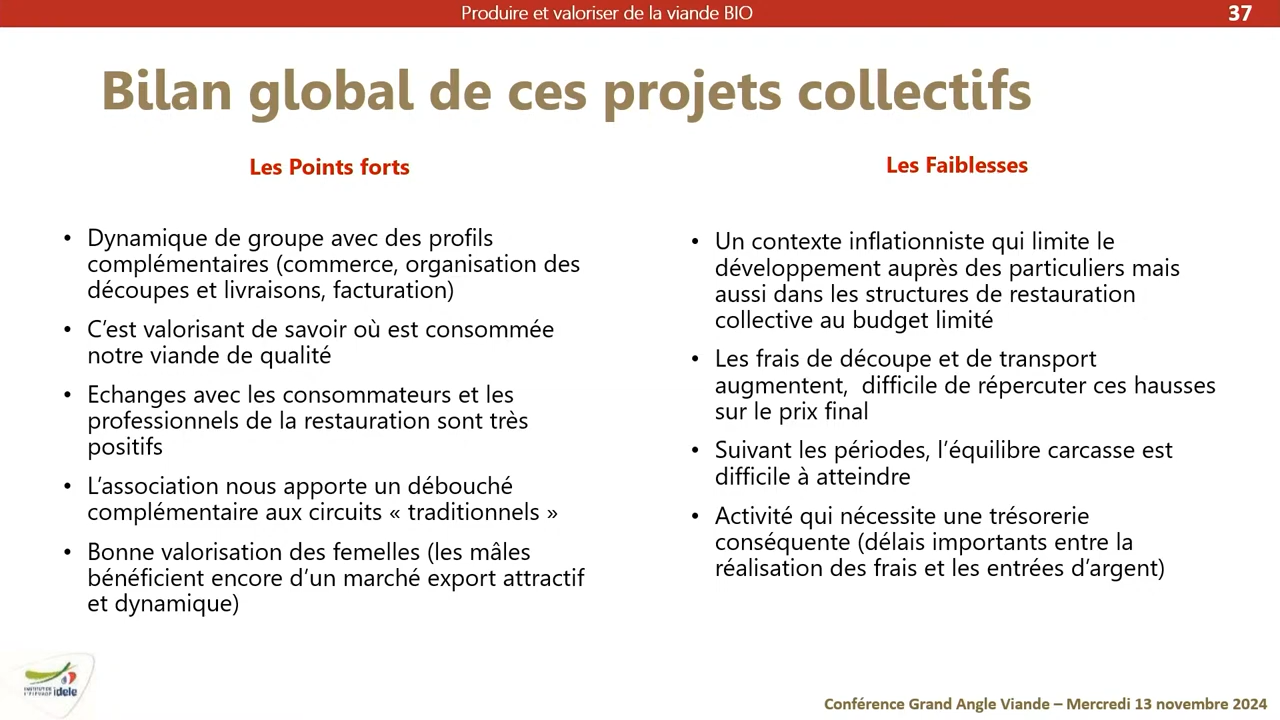 Produire et valoriser de la viande BIO
37
Bilan global de ces projets collectifs
Les Points forts
• Dynamique de groupe avec des profils
complémentaires (commerce, organisation des
découpes et livraisons, facturation)
• C’est valorisant de savoir où est consommée
notre viande de qualité
• Echanges avec les consommateurs et les
professionnels de la restauration sont très
positifs
• L’association nous apporte un débouché
complémentaire aux circuits « traditionnels »
• Bonne valorisation des femelles (les mâles
bénéficient encore d’un marché export attractif
et dynamique)
Les Faiblesses
• Un contexte inflationniste qui limite le
développement auprès des particuliers mais
aussi dans les structures de restauration
collective au budget limité
• Les frais de découpe et de transport
augmentent,  difficile de répercuter ces hausses
sur le prix final
• Suivant les périodes, l’équilibre carcasse est
difficile à atteindre
• Activité qui nécessite une trésorerie
conséquente (délais importants entre la
réalisation des frais et les entrées d’argent)
INSTITUT DE
L'ELEVAGE idele
Conférence Grand Angle Viande – Mercredi 13 novembre 2024